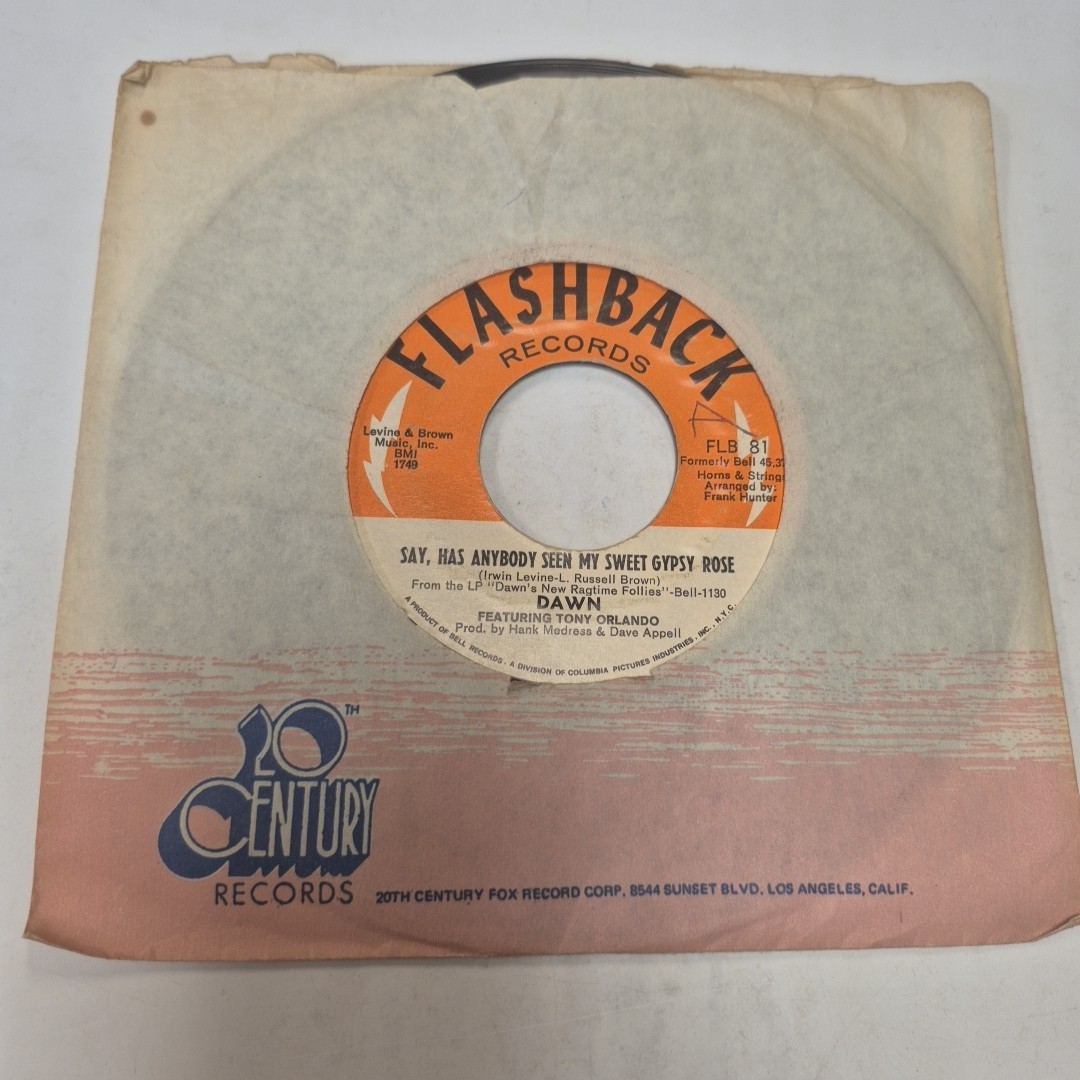 FLASHBACK
RECORDS
Levine & Brown
Music, Inc.
BMI
1749
FLB 81
Formerly Bell 45,37
Horns & Strings
Arranged by:
Frank Hunter
SAY, HAS ANYBODY SEEN MY SWEET GYPSY ROSE
(Irwin Levine-L. Russell Brown)
From the LP "Dawn's New Ragtime Follies"-Bell-1130
DAWN
FEATURING TONY ORLANDO
Prod. by Hank Medress & Dave Appell
A PRODUCT OF BELL RECORDS - A DIVISION OF COLUMBIA PICTURES INDUSTRIES, INC., N.Y.C.
20TH
CENTURY
RECORDS
20TH CENTURY FOX RECORD CORP. 8544 SUNSET BLVD. LOS ANGELES, CALIF.